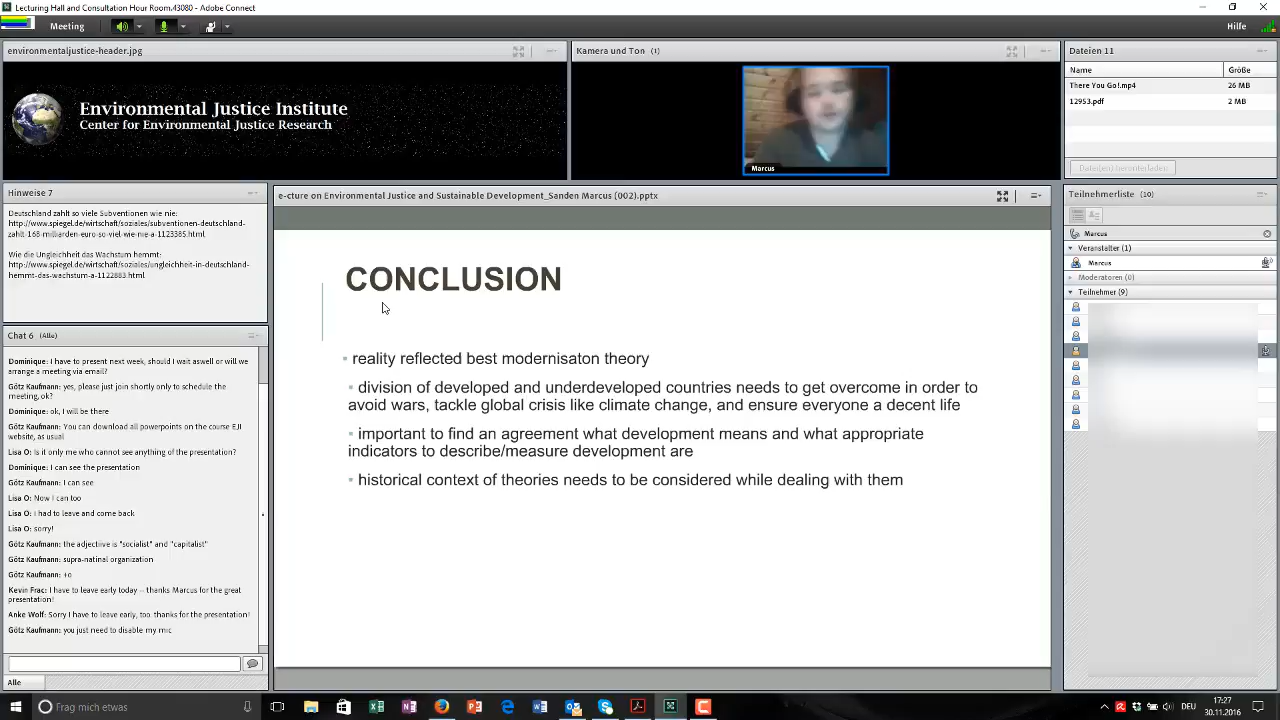 Lecturing Hall and Consultation Hour Room,43080 - Adobe Connect
Meeting
Hilfe
environmentaljustice-header.jpg
Environmental Justice Institute
Center for Environmental Justice Research
Kamera und Ton (1)
Marcus
Dateien 11
Name
Größe
There You Go!.mp4
26 MB
12953.pdf
2 MB
Datei(en) herunterladen
Hinweise 7
Deutschland zahlt so viele Subventionen wie nie:
http://www.spiegel.de/wirtschaft/soziales/subventionen-deutschland-
zahlt-168-milliarden-euro-so-viel-wie-nie-a-1123385.html
Wie die Ungleichheit das Wachstum hemmt:
http://www.spiegel.de/wirtschaft/soziales/ungleichheit-in-deutschland-
hemmt-das-wachstum-a-1122883.html
Chat 6 (Alle)
Dominique: I have to present next week, should I wait aswell or will we
arrange a meeting via email?
Götz Kaufmann: yes, please just join shortly only to schedule the
meeting, ok?
Dominique: ok, I will be there
Götz Kaufmann: You can download all powerpoints on the course EJI
website, as usual
Lisa O: Is it only me who cannot see anything of the presentation?
Dominique: I can see the presentation
Götz Kaufmann: I can see
Lisa O: Now I can too
Lisa O: I had to leave and come back
Lisa O: sorry!
Götz Kaufmann: the adjective is "socialist" and "capitalist"
Götz Kaufmann: supra-natinal organization
Götz Kaufmann: +o
Kevin Frac: I have to leave early today -- thanks Marcus for the great
presentation!
Anke Wolf: Sorry I have to leave early, too. thanks for the presentation!
Götz Kaufmann: you just need to disable my mic
Alle
e-cture on Environmental Justice and Sustainable Development_Sanden Marcus (002).pptx
CONCLUSION
▪ reality reflected best modernisaton theory
▪ division of developed and underdeveloped countries needs to get overcome in order to
avoid wars, tackle global crisis like climate change, and ensure everyone a decent life
▪ important to find an agreement what development means and what appropriate
indicators to describe/measure development are
▪ historical context of theories needs to be considered while dealing with them
Teilnehmerliste (10)
Marcus
Veranstalter (1)
Marcus
Moderatoren (0)
Teilnehmer (9)
Frag mich etwas
DEU
17:27
30.11.2016